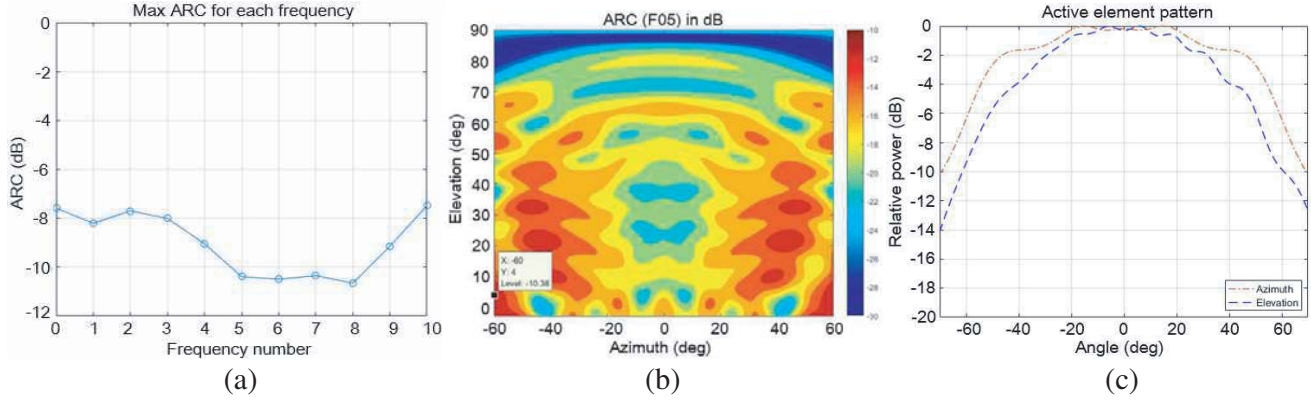 Max ARC for each frequency
0
-2
-4
-6
-8
-10
-12
ARC (dB)
0 1 2 3 4 5 6 7 8 9 10
Frequency number
(a)
ARC (F05) in dB
90
80
70
60
50
40
30
20
10
0
Elevation (deg)
X: -60
Y: 4
Level: -10.38
-60 -40 -20 0 20 40 60
Azimuth (deg)
-10
-12
-14
-16
-18
-20
-22
-24
-26
-28
-30
(b)
Active element pattern
0
-2
-4
-6
-8
-10
-12
-14
-16
-18
-20
Relative power (dB)
Azimuth
Elevation
-60 -40 -20 0 20 40 60
Angle (deg)
(c)